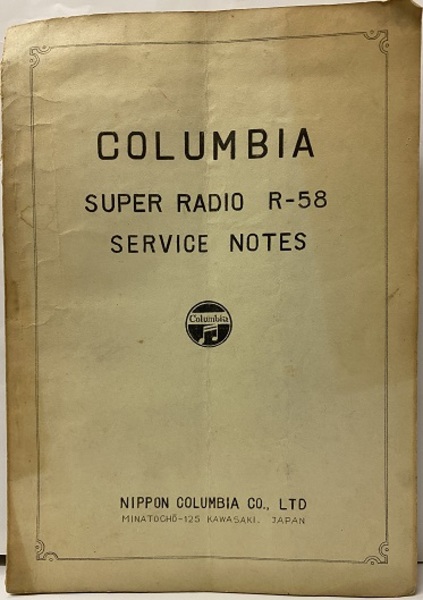 COLUMBIA
SUPER RADIO R-58
SERVICE NOTES
Columbia
NIPPON COLUMBIA CO., LTD
MINATOCHŌ-125 KAWASAKI. JAPAN